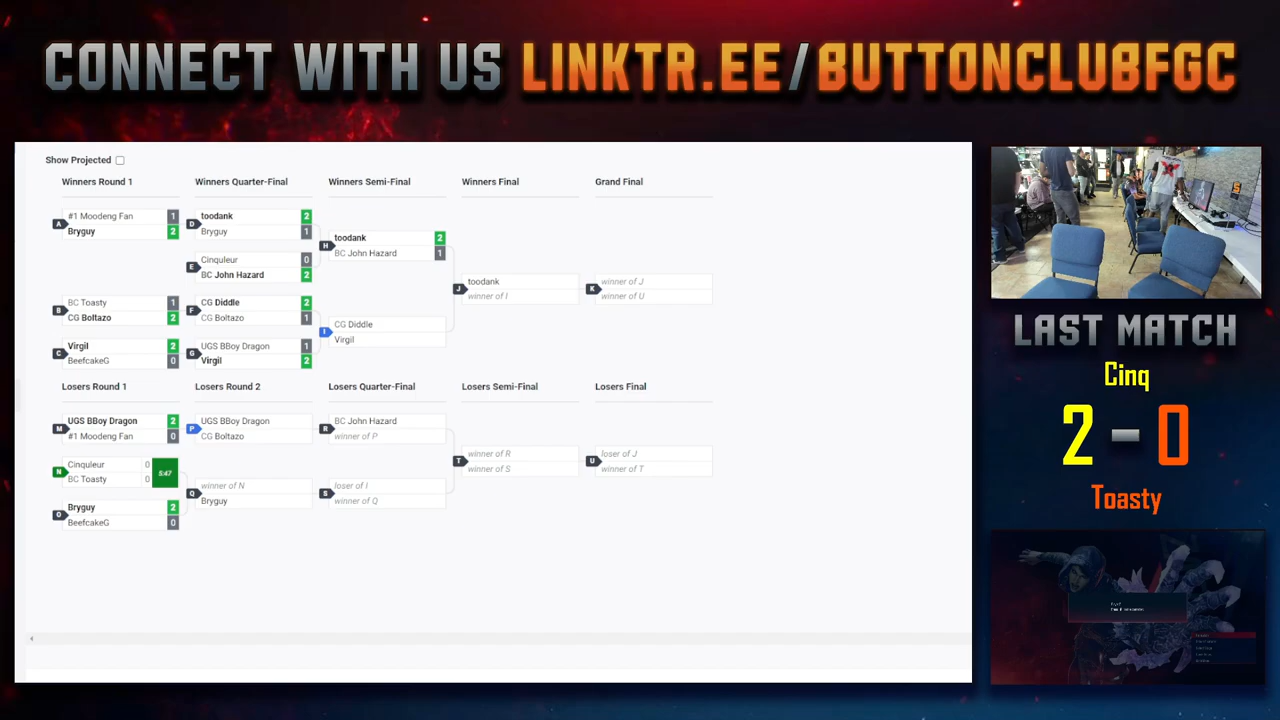 CONNECT WITH US LINKTR.EE/BUTTONCLUBFGC
Show Projected
Winners Round 1
Winners Quarter-Final
Winners Semi-Final
Winners Final
Grand Final
A
#1 Moodeng Fan 1
Bryguy 2
B
BC Toasty 1
CG Boltazo 2
C
Virgil 2
BeefcakeG 0
D
toodank 2
Bryguy 1
E
Cinquleur 0
BC John Hazard 2
F
CG Diddle 2
CG Boltazo 1
G
UGS BBoy Dragon 1
Virgil 2
H
toodank 2
BC John Hazard 1
I
CG Diddle
Virgil
J
toodank
winner of I
K
winner of J
winner of U
Losers Round 1
Losers Round 2
Losers Quarter-Final
Losers Semi-Final
Losers Final
M
UGS BBoy Dragon 2
#1 Moodeng Fan 0
N
Cinquleur 0
BC Toasty 0
5:47
O
Bryguy 2
BeefcakeG 0
P
UGS BBoy Dragon
CG Boltazo
Q
winner of N
Bryguy
R
BC John Hazard
winner of P
S
loser of I
winner of Q
T
winner of R
winner of S
U
loser of J
winner of T
LAST MATCH
Cinq
2 - 0
Toasty